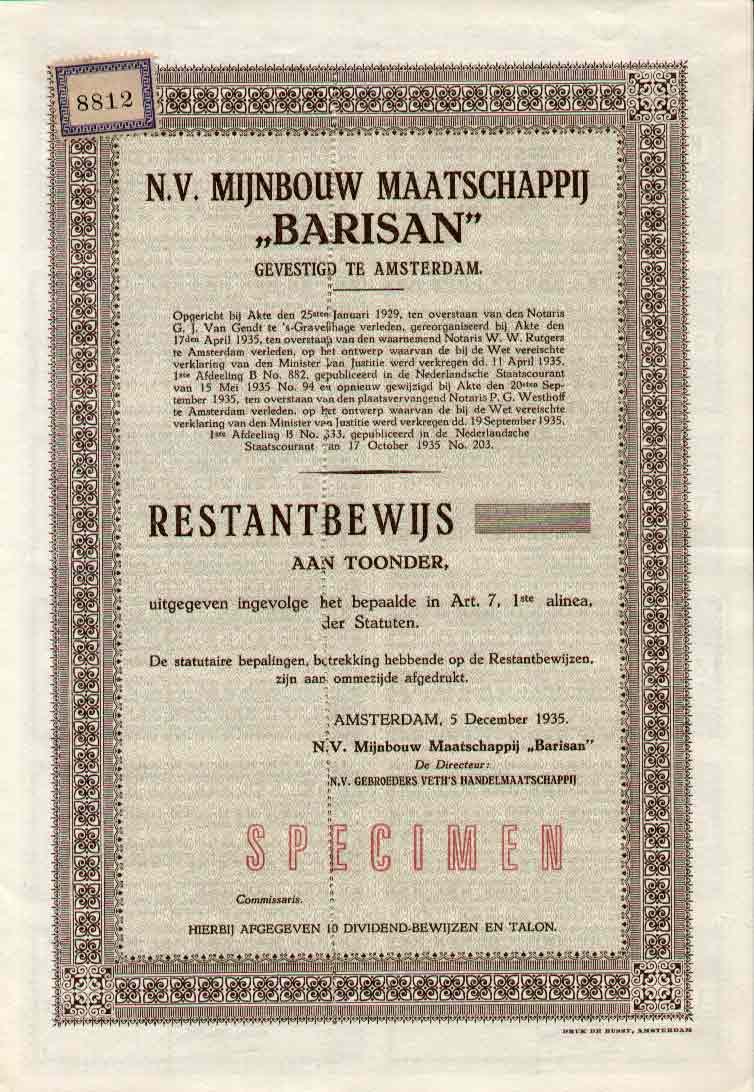 8812
N.V. MIJNBOUW MAATSCHAPPIJ
„BARISAN”
GEVESTIGD TE AMSTERDAM.
Opgericht bij Akte den 25sten Januari 1929, ten overstaan van den Notaris
G. J. Van Gendt te 's-Gravenhage verleden, gereorganiseerd bij Akte den
17den April 1935, ten overstaan van den waarnemend Notaris W. W. Rutgers
te Amsterdam verleden, op het ontwerp waarvan de bij de Wet vereischte
verklaring van den Minister van Justitie werd verkregen dd. 11 April 1935,
1ste Afdeeling B No. 882, gepubliceerd in de Nederlandsche Staatscourant
van 15 Mei 1935 No. 94 en opnieuw gewijzigd bij Akte den 20sten Sep-
tember 1935, ten overstaan van den plaatsvervangend Notaris P. G. Westhoff
te Amsterdam verleden, op het ontwerp waarvan de bij de Wet vereischte
verklaring van den Minister van Justitie werd verkregen dd. 19 September 1935,
1ste Afdeeling B No. 333, gepubliceerd in de Nederlandsche
Staatscourant van 17 October 1935 No. 203.
RESTANTBEWIJS
AAN TOONDER,
uitgegeven ingevolge het bepaalde in Art. 7, 1ste alinea,
der Statuten.
De statutaire bepalingen, betrekking hebbende op de Restantbewijzen,
zijn aan ommezijde afgedrukt.
AMSTERDAM, 5 December 1935.
N.V. Mijnbouw Maatschappij „Barisan”
De Directeur:
N.V. GEBROEDERS VETH'S HANDELMAATSCHAPPIJ
SPECIMEN
Commissaris.
HIERBIJ AFGEGEVEN 10 DIVIDEND-BEWIJZEN EN TALON.
DRUK DE BUSSY, AMSTERDAM